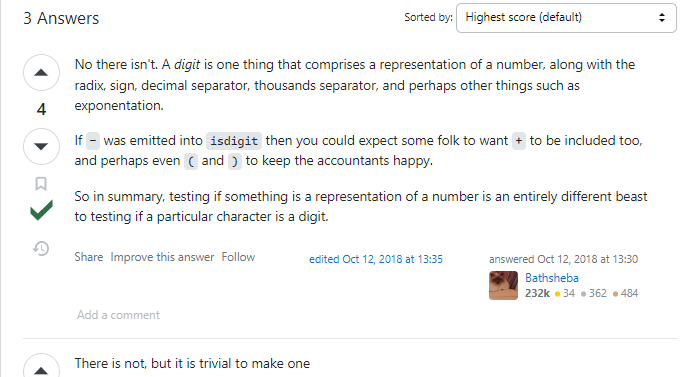 3 Answers
Sorted by: Highest score (default)
No there isn't. A digit is one thing that comprises a representation of a number, along with the
radix, sign, decimal separator, thousands separator, and perhaps other things such as
exponentation.
4
If - was emitted into isdigit then you could expect some folk to want + to be included too,
and perhaps even ( and ) to keep the accountants happy.
So in summary, testing if something is a representation of a number is an entirely different beast
to testing if a particular character is a digit.
Share Improve this answer Follow
edited Oct 12, 2018 at 13:35
answered Oct 12, 2018 at 13:30
Bathsheba
232k 34 362 484
Add a comment
There is not, but it is trivial to make one